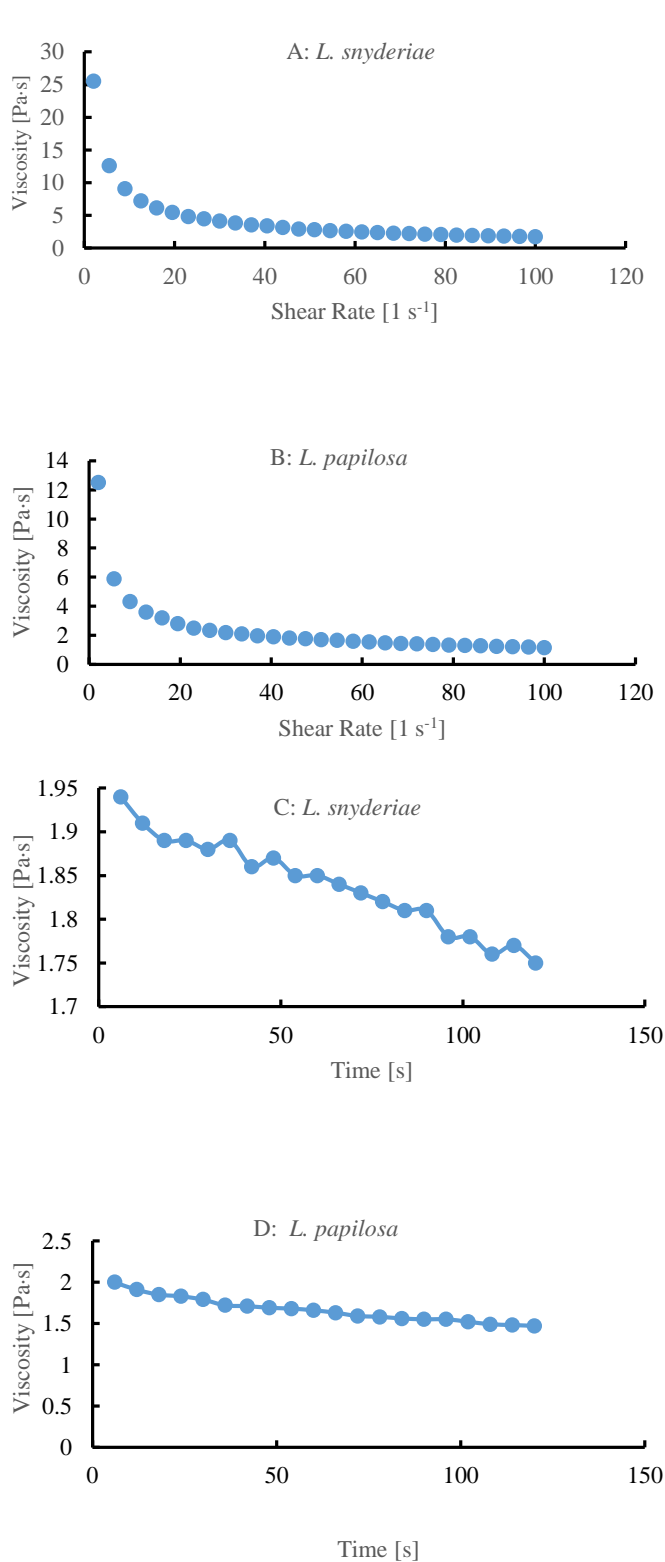 A: L. snyderiae
Viscosity [Pa·s]
30
25
20
15
10
5
0
0 20 40 60 80 100 120
Shear Rate [1 s-1]
B: L. papilosa
Viscosity [Pa·s]
14
12
10
8
6
4
2
0
0 20 40 60 80 100 120
Shear Rate [1 s-1]
C: L. snyderiae
Viscosity [Pa·s]
1.95
1.9
1.85
1.8
1.75
1.7
0 50 100 150
Time [s]
D: L. papilosa
Viscosity [Pa·s]
2.5
2
1.5
1
0.5
0
0 50 100 150
Time [s]